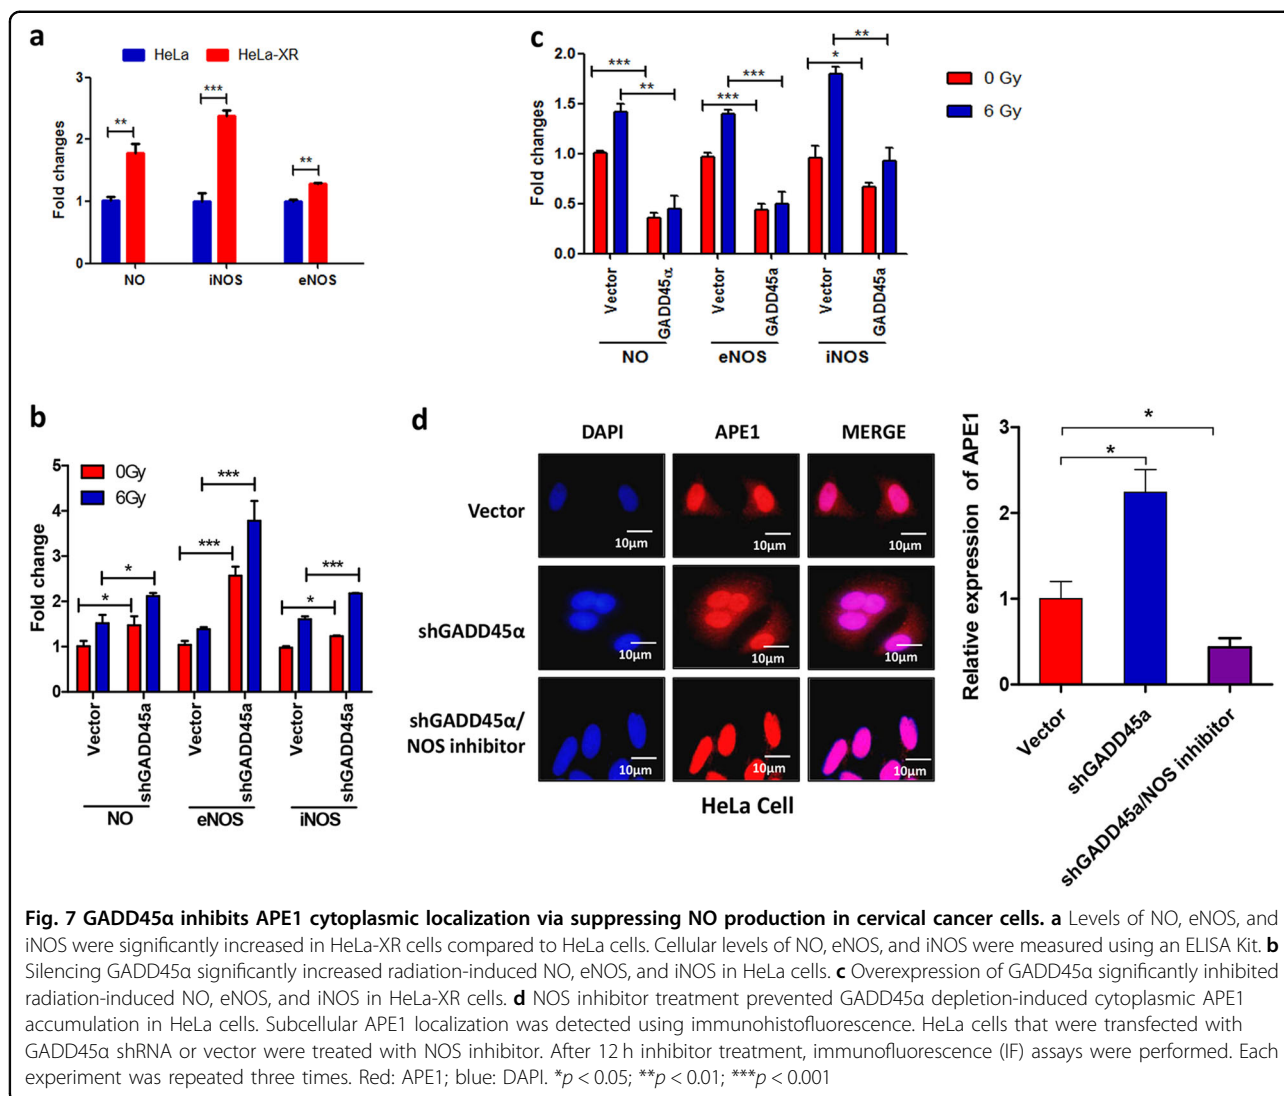 a
HeLa HeLa-XR
Fold changes
3
2
1
0
** *** **
NO iNOS eNOS
c
Fold changes
2.0
1.5
1.0
0.5
0.0
*** ** *** *** * **
0 Gy
6 Gy
Vector GADD45α Vector GADD45a Vector GADD45a
NO eNOS iNOS
b
Fold change
5
4
3
2
1
0
0Gy
6Gy
* * *** *** * ***
Vector shGADD45a Vector shGADD45a Vector shGADD45a
NO eNOS iNOS
d
DAPI APE1 MERGE
Vector
10µm 10µm 10µm
shGADD45α
10µm 10µm 10µm
shGADD45α/
NOS inhibitor
10µm 10µm 10µm
HeLa Cell
Relative expression of APE1
3
2
1
0
* *
Vector shGADD45a shGADD45a/NOS inhibitor
Fig. 7 GADD45α inhibits APE1 cytoplasmic localization via suppressing NO production in cervical cancer cells. a Levels of NO, eNOS, and
iNOS were significantly increased in HeLa-XR cells compared to HeLa cells. Cellular levels of NO, eNOS, and iNOS were measured using an ELISA Kit. b
Silencing GADD45α significantly increased radiation-induced NO, eNOS, and iNOS in HeLa cells. c Overexpression of GADD45α significantly inhibited
radiation-induced NO, eNOS, and iNOS in HeLa-XR cells. d NOS inhibitor treatment prevented GADD45α depletion-induced cytoplasmic APE1
accumulation in HeLa cells. Subcellular APE1 localization was detected using immunohistofluorescence. HeLa cells that were transfected with
GADD45α shRNA or vector were treated with NOS inhibitor. After 12 h inhibitor treatment, immunofluorescence (IF) assays were performed. Each
experiment was repeated three times. Red: APE1; blue: DAPI. *p < 0.05; **p < 0.01; ***p < 0.001